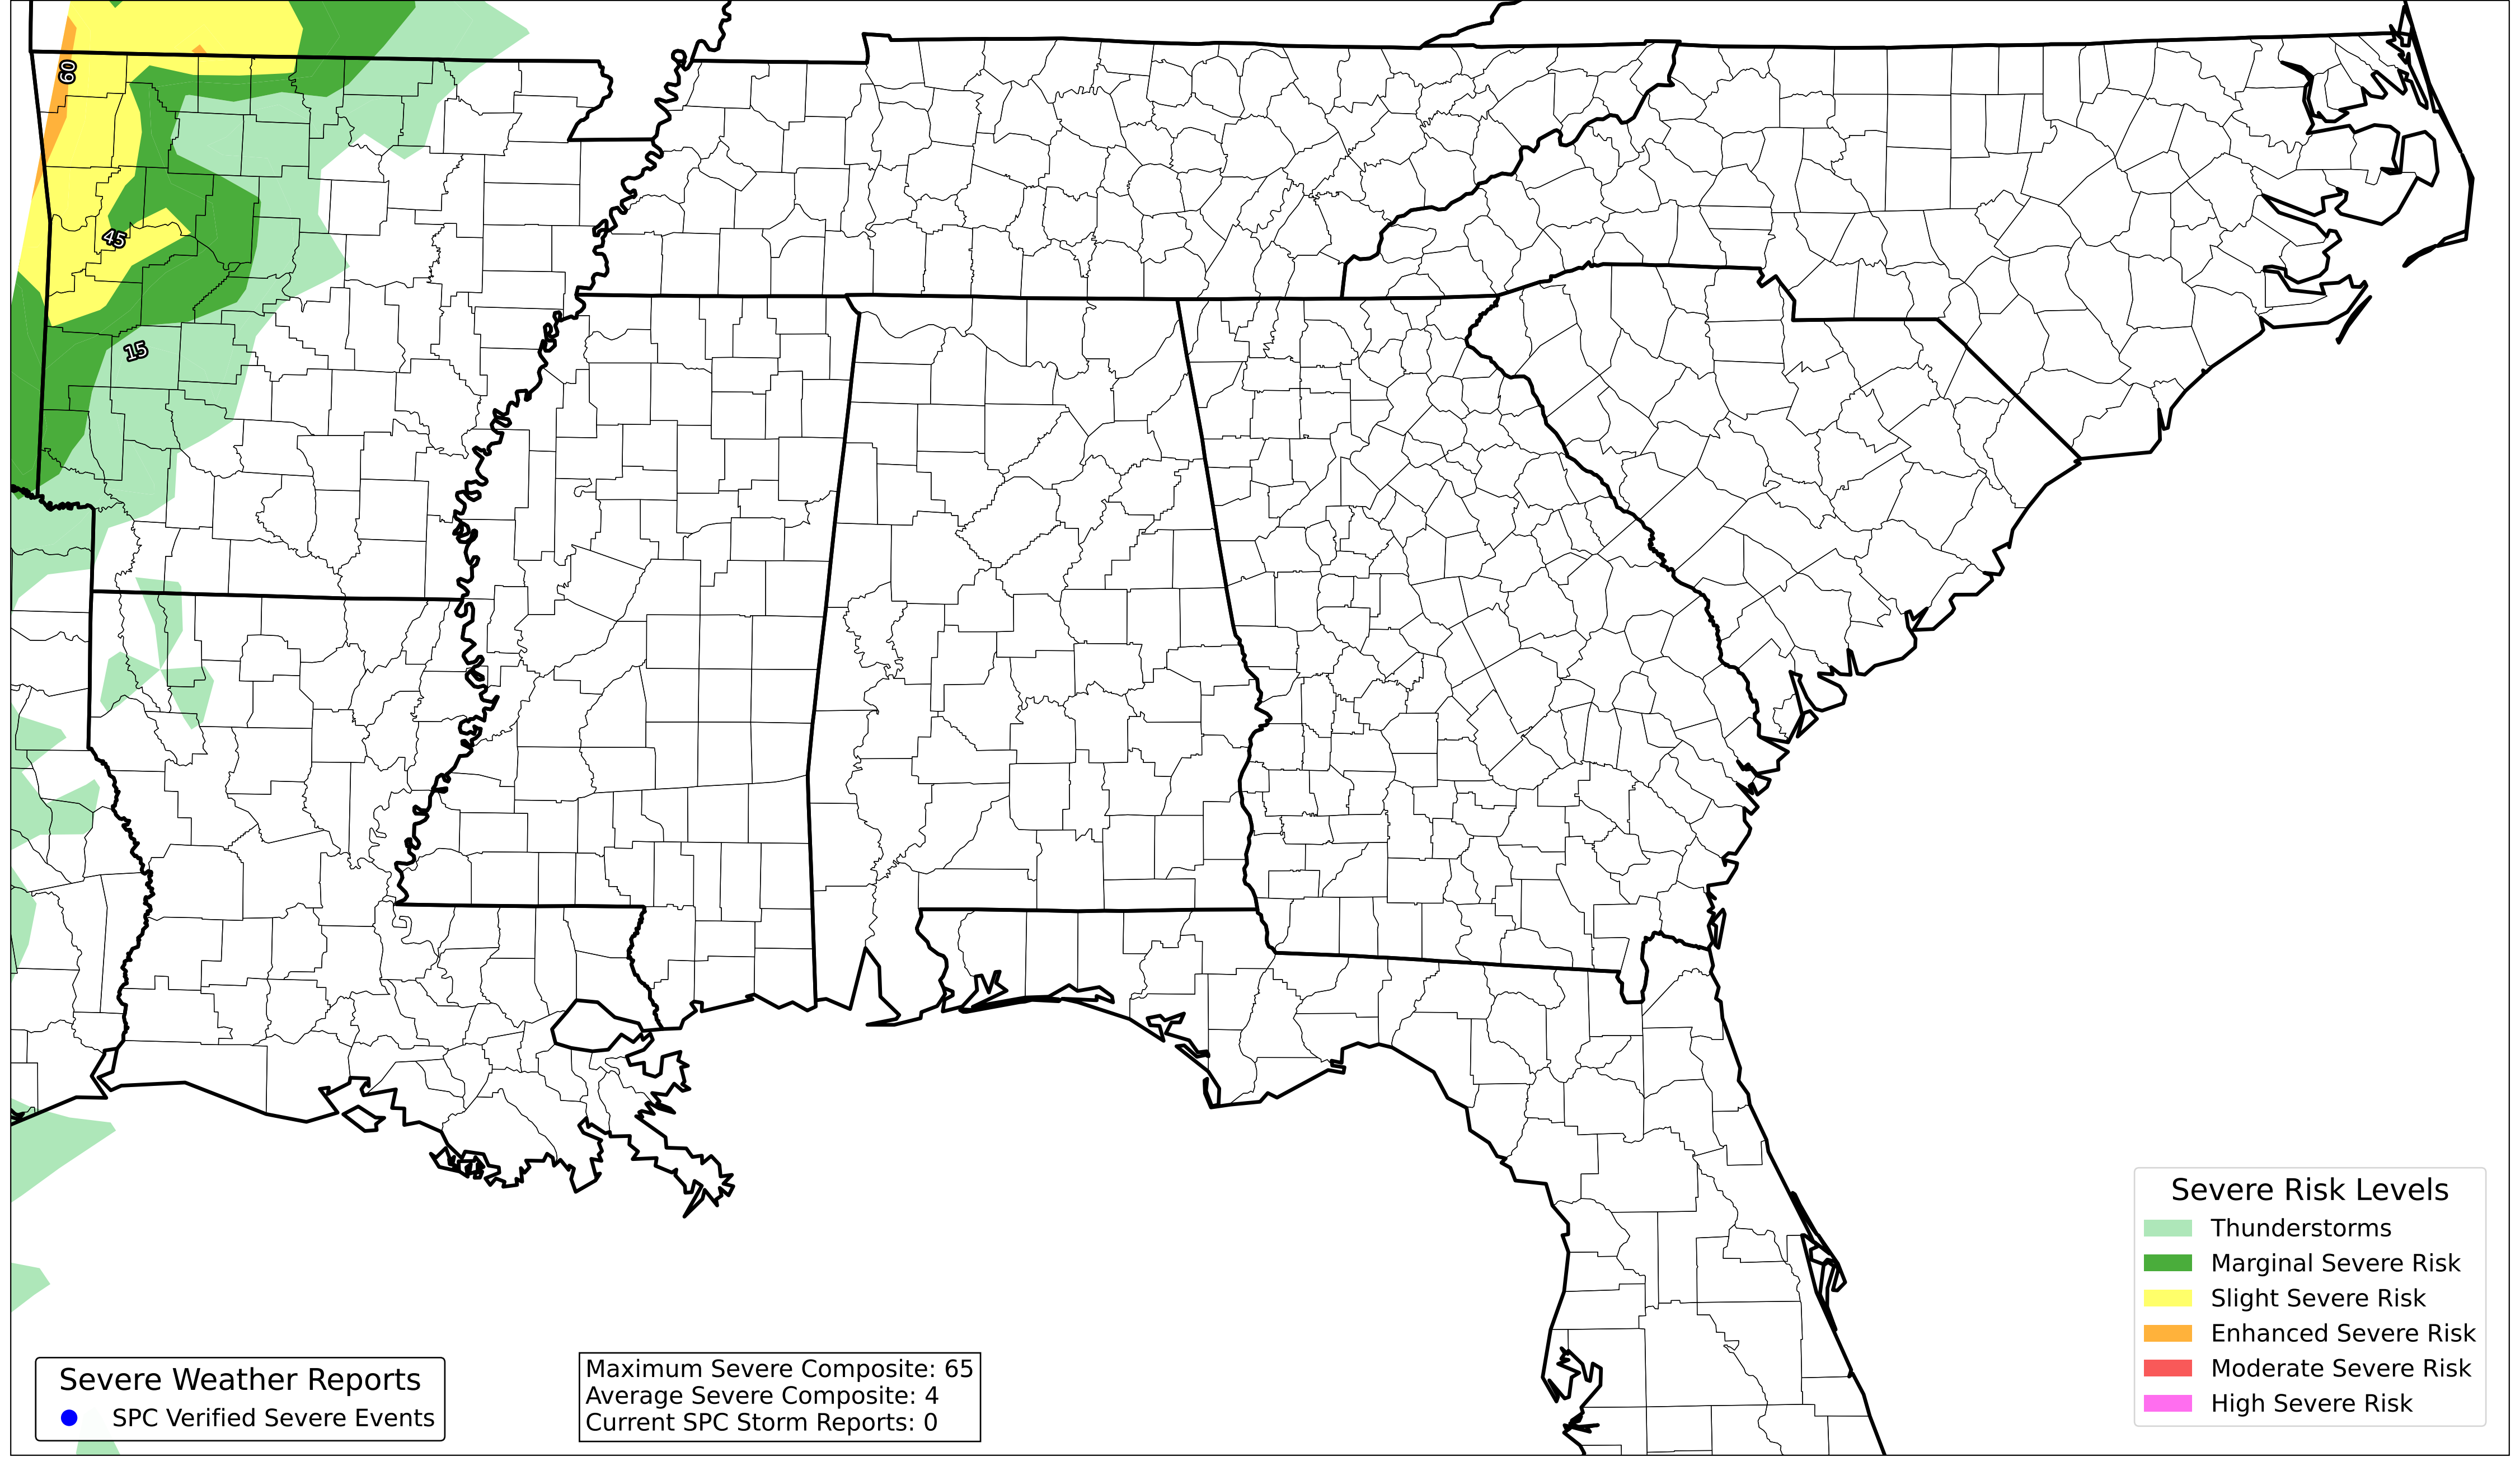 60
45
15
Severe Risk Levels
Thunderstorms
Marginal Severe Risk
Slight Severe Risk
Enhanced Severe Risk
Moderate Severe Risk
High Severe Risk
Severe Weather Reports
SPC Verified Severe Events
Maximum Severe Composite: 65
Average Severe Composite: 4
Current SPC Storm Reports: 0